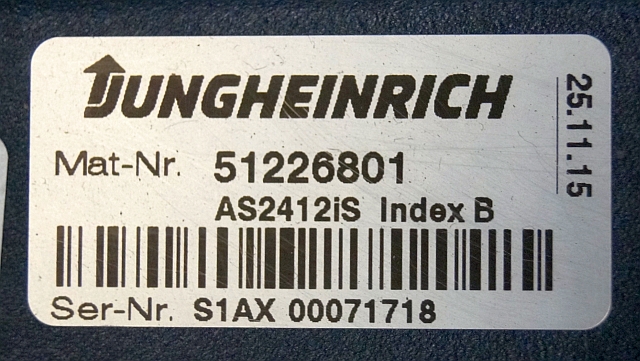 JUNGHEINRICH
25.11.15
Mat-Nr. 51226801
AS2412iS Index B
Ser-Nr. S1AX 00071718